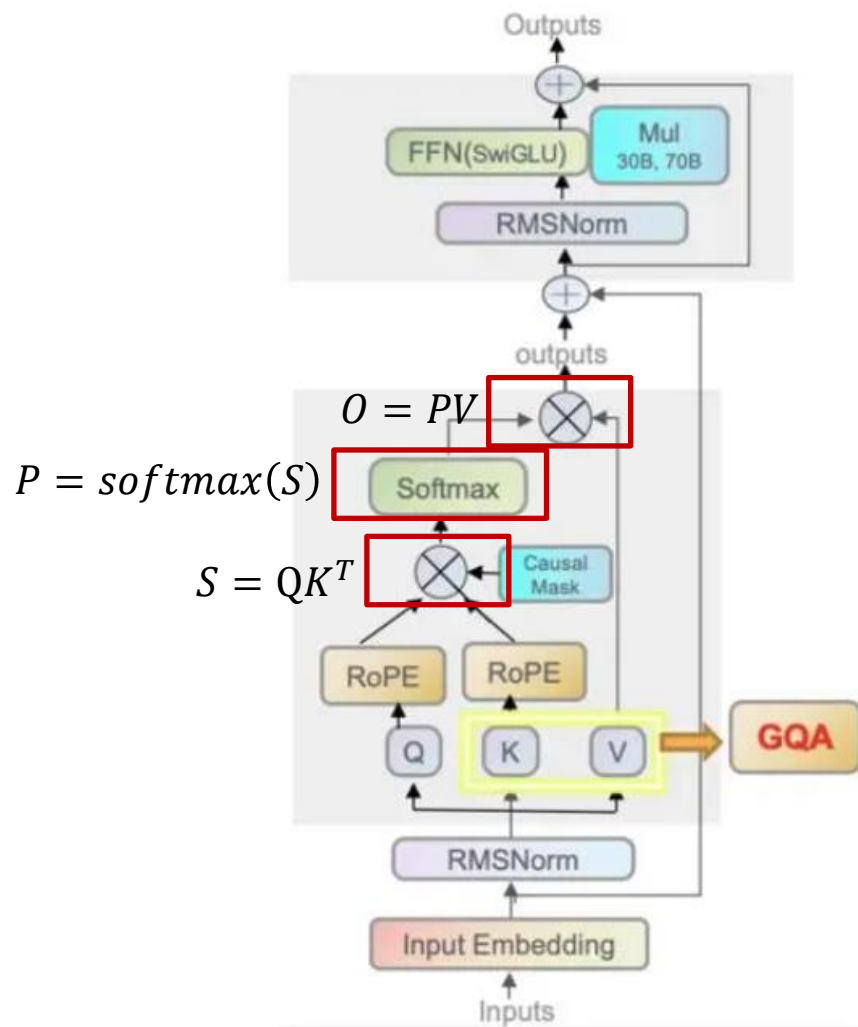 Outputs
FFN(SwiGLU)
Mul
30B, 70B
RMSNorm
outputs
O = PV
P = softmax(S)
Softmax
S = QK^T
Causal
Mask
RoPE
RoPE
Q
K
V
GQA
RMSNorm
Input Embedding
Inputs